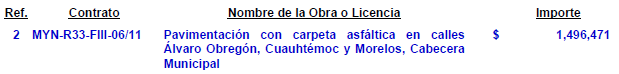 Ref. Contrato Nombre de la Obra o Licencia Importe
2 MYN-R33-FIII-06/11 Pavimentación con carpeta asfáltica en calles $ 1,496,471
Álvaro Obregón, Cuauhtémoc y Morelos, Cabecera
Municipal